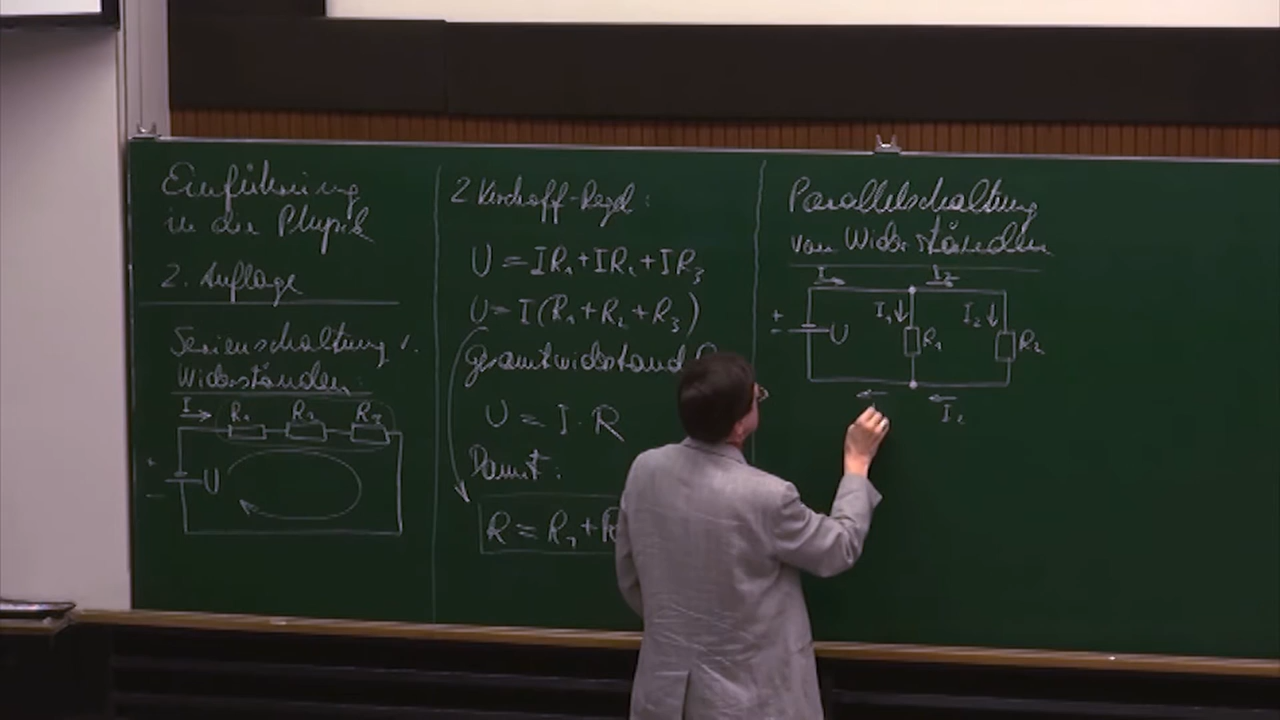 Einführung
in die Physik
2. Auflage
Serienschaltung v.
Widerständen:
I
R₁ R₂ R₃
+
−
U
2 Kirchoff-Regel:
U = IR₁ + IR₂ + IR₃
U = I(R₁ + R₂ + R₃)
Gesamtwiderstand
U = I · R
Damit:
R = R₁ +
Parallelschaltung
von Widerständen
I I₂
I₁ I₂
+
−
U R₁ R₂
I₂